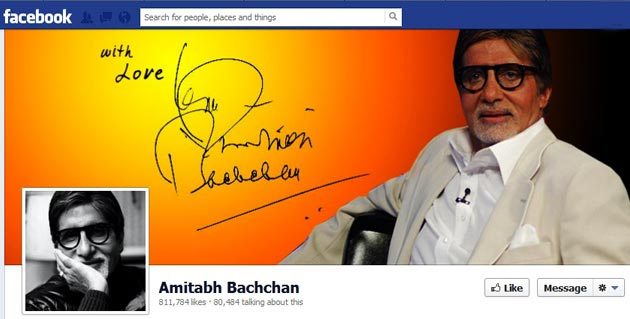 facebook
Search for people, places and things
with
Love
Bachchan
Amitabh Bachchan
811,784 likes · 80,484 talking about this
Like
Message